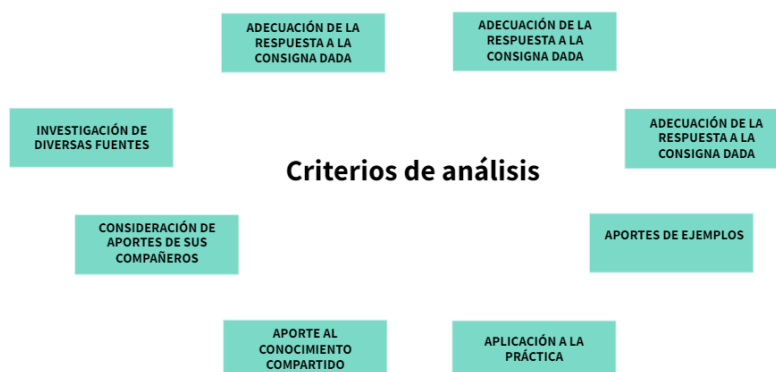 ADECUACIÓN DE LA
RESPUESTA A LA
CONSIGNA DADA
ADECUACIÓN DE LA
RESPUESTA A LA
CONSIGNA DADA
INVESTIGACIÓN DE
DIVERSAS FUENTES
ADECUACIÓN DE LA
RESPUESTA A LA
CONSIGNA DADA
Criterios de análisis
CONSIDERACIÓN DE
APORTES DE SUS
COMPAÑEROS
APORTES DE EJEMPLOS
APORTE AL
CONOCIMIENTO
COMPARTIDO
APLICACIÓN A LA
PRÁCTICA